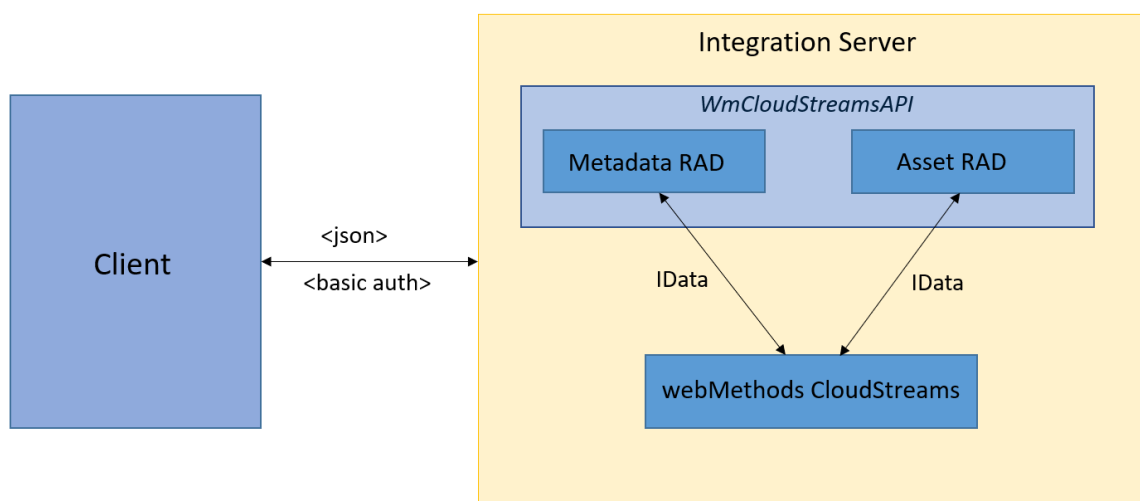 Integration Server
WmCloudStreamsAPI
Metadata RAD
Asset RAD
Client
<json>
<basic auth>
IData
IData
webMethods CloudStreams